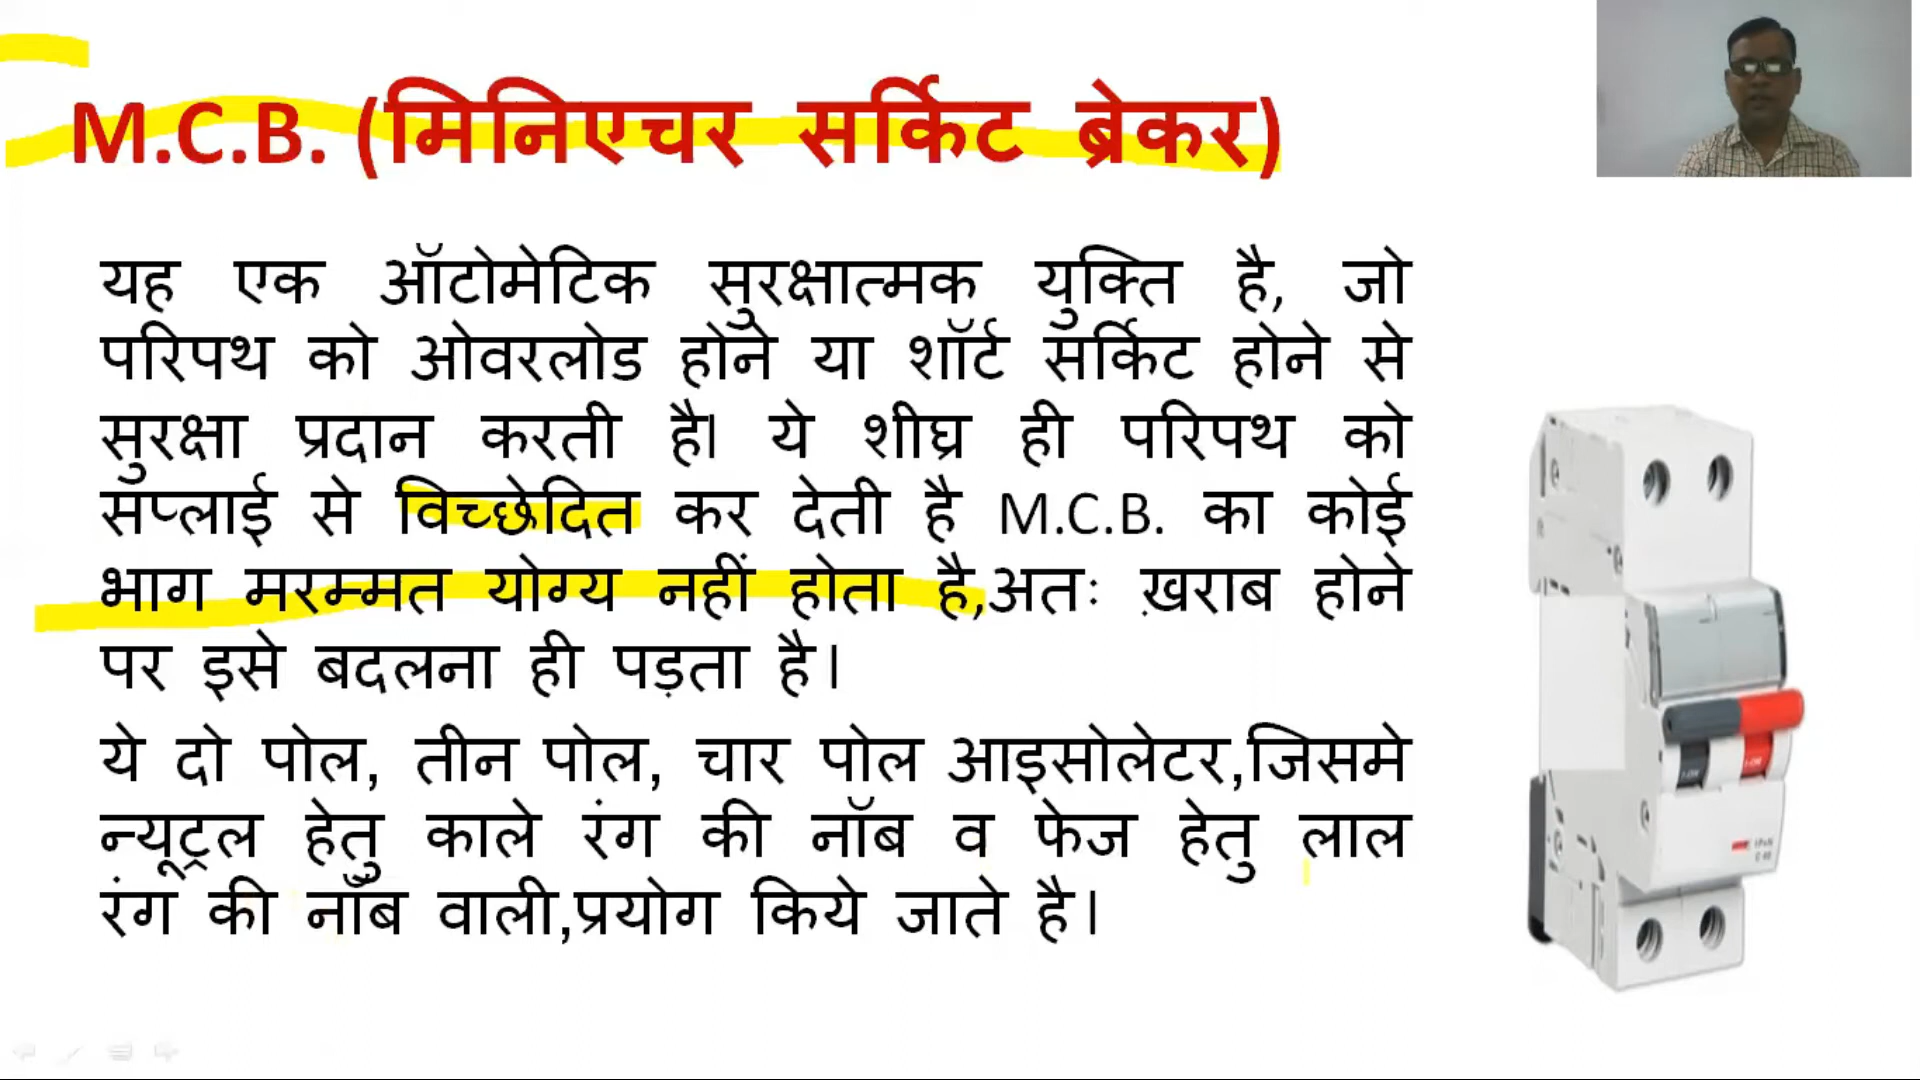 M.C.B. (मिनिएचर सर्किट ब्रेकर)
यह एक ऑटोमेटिक सुरक्षात्मक युक्ति है, जो
परिपथ को ओवरलोड होने या शॉर्ट सर्किट होने से
सुरक्षा प्रदान करती है। ये शीघ्र ही परिपथ को
सप्लाई से विच्छेदित कर देती है M.C.B. का कोई
भाग मरम्मत योग्य नहीं होता है,अतः ख़राब होने
पर इसे बदलना ही पड़ता है।
ये दो पोल, तीन पोल, चार पोल आइसोलेटर,जिसमे
न्यूट्रल हेतु काले रंग की नॉब व फेज हेतु लाल
रंग की नॉब वाली,प्रयोग किये जाते है।